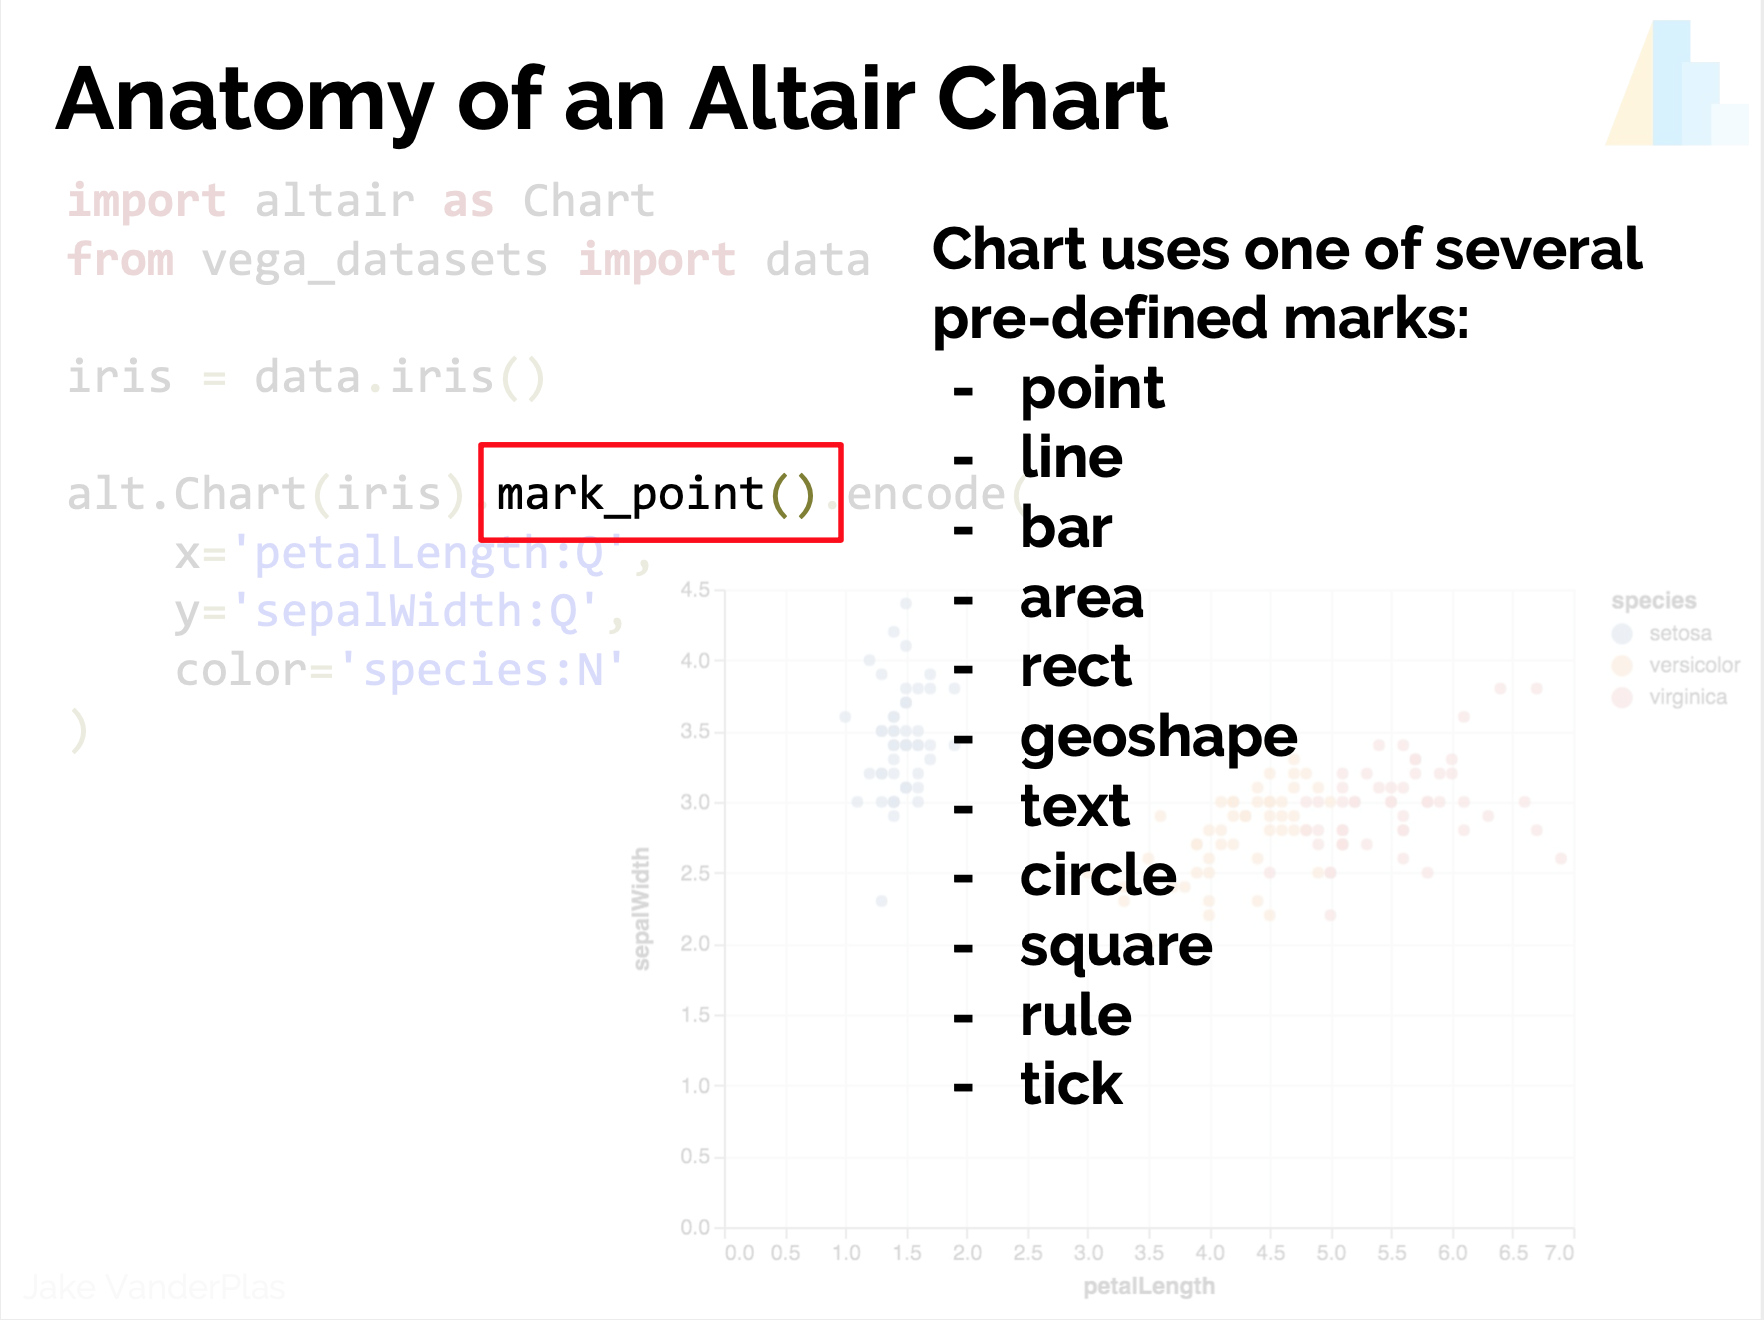 Anatomy of an Altair Chart
import altair as Chart
from vega_datasets import data
iris = data.iris()
alt.Chart(iris).mark_point().encode(
x='petalLength:Q',
y='sepalWidth:Q',
color='species:N'
)
Chart uses one of several
pre-defined marks:
- point
- line
- bar
- area
- rect
- geoshape
- text
- circle
- square
- rule
- tick
4.5
4.0
3.5
3.0
2.5
2.0
1.5
1.0
0.5
0.0
sepalWidth
0.0 0.5 1.0 1.5 2.0 2.5 3.0 3.5 4.0 4.5 5.0 5.5 6.0 6.5 7.0
petalLength
species
setosa
versicolor
virginica
Jake VanderPlas